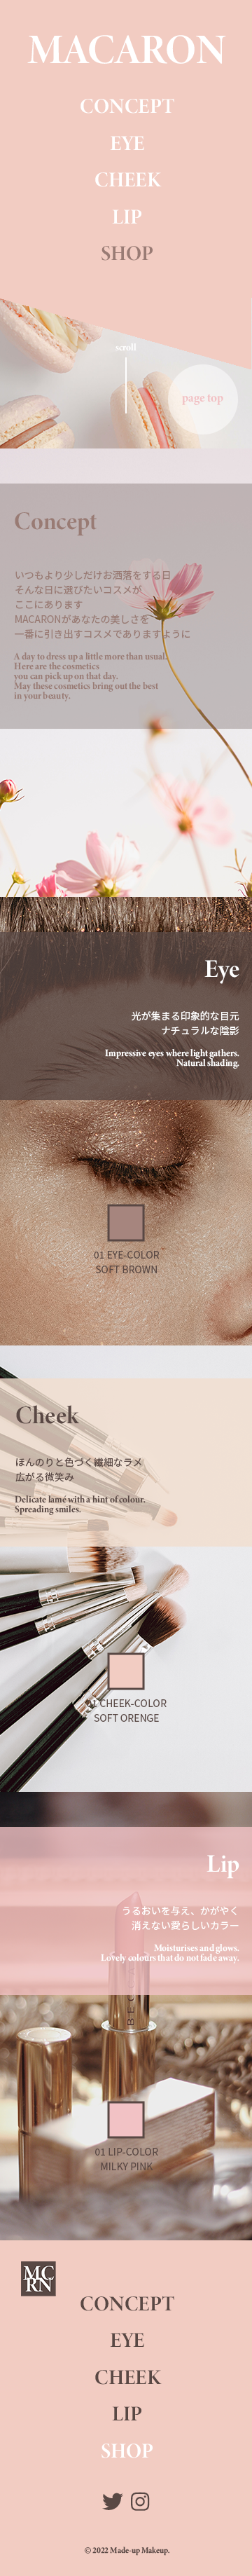 MACARON
CONCEPT
EYE
CHEEK
LIP
SHOP
scroll
page top
Concept
いつもより少しだけお洒落をする日
そんな日に選びたいコスメが
ここにあります
MACARONがあなたの美しさを
一番に引き出すコスメでありますように
A day to dress up a little more than usual.
Here are the cosmetics
you can pick up on that day.
May these cosmetics bring out the best
in your beauty.
Eye
光が集まる印象的な目元
ナチュラルな陰影
Impressive eyes where light gathers.
Natural shading.
01 EYE-COLOR
SOFT BROWN
Cheek
ほんのりと色づく繊細なラメ
広がる微笑み
Delicate lamé with a hint of colour.
Spreading smiles.
01 CHEEK-COLOR
SOFT ORENGE
Lip
うるおいを与え、かがやく
消えない愛らしいカラー
Moisturises and glows.
Lovely colours that do not fade away.
BEC
01 LIP-COLOR
MILKY PINK
MC
RN
CONCEPT
EYE
CHEEK
LIP
SHOP
© 2022 Made-up Makeup.